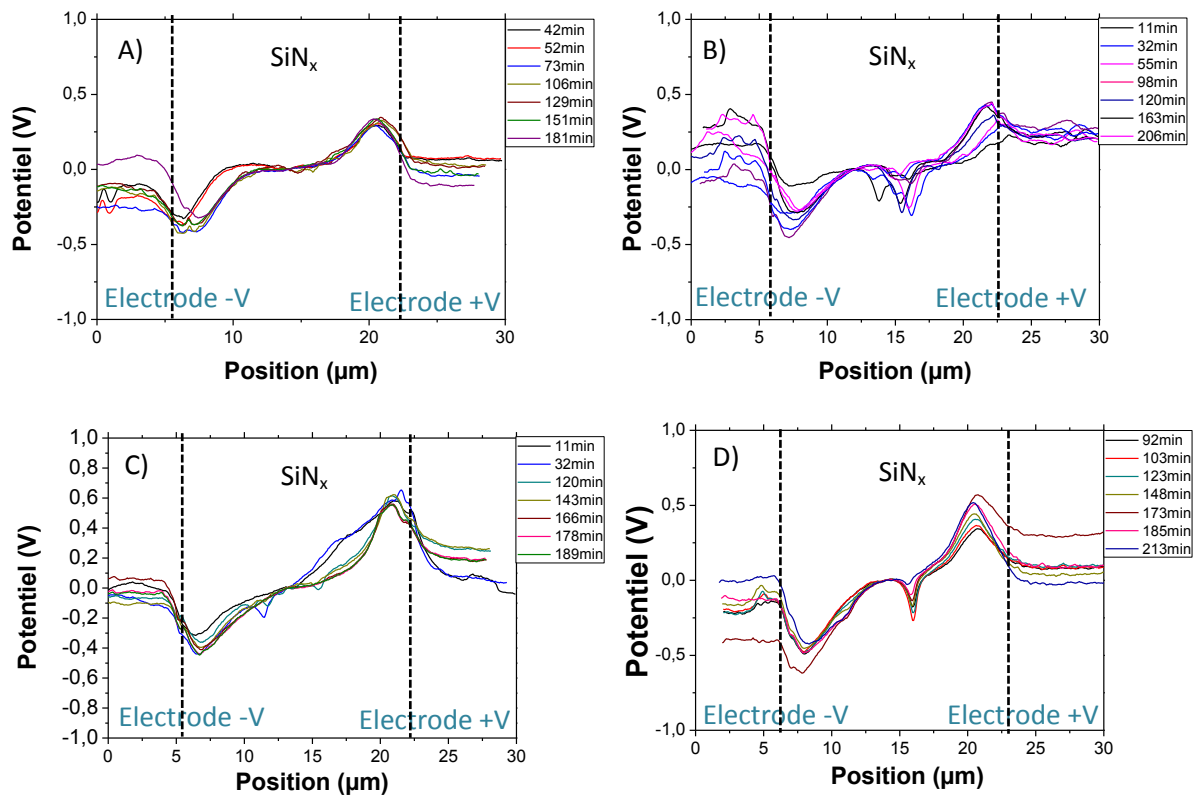 A)
SiNx
42min
52min
73min
106min
129min
151min
181min
1,0
0,5
0,0
-0,5
-1,0
Potentiel (V)
Electrode -V
Electrode +V
0 5 10 15 20 25 30
Position (µm)
B)
SiNx
11min
32min
55min
98min
120min
163min
206min
1,0
0,5
0,0
-0,5
-1,0
Potentiel (V)
Electrode -V
Electrode +V
0 5 10 15 20 25 30
Position (µm)
C)
SiNx
11min
32min
120min
143min
166min
178min
189min
1,0
0,8
0,6
0,4
0,2
0,0
-0,2
-0,4
-0,6
-0,8
-1,0
Potentiel (V)
Electrode -V
Electrode +V
0 5 10 15 20 25 30
Position (µm)
D)
SiNx
92min
103min
123min
148min
173min
185min
213min
1,0
0,5
0,0
-0,5
-1,0
Potentiel (V)
Electrode -V
Electrode +V
0 5 10 15 20 25 30
Position (µm)